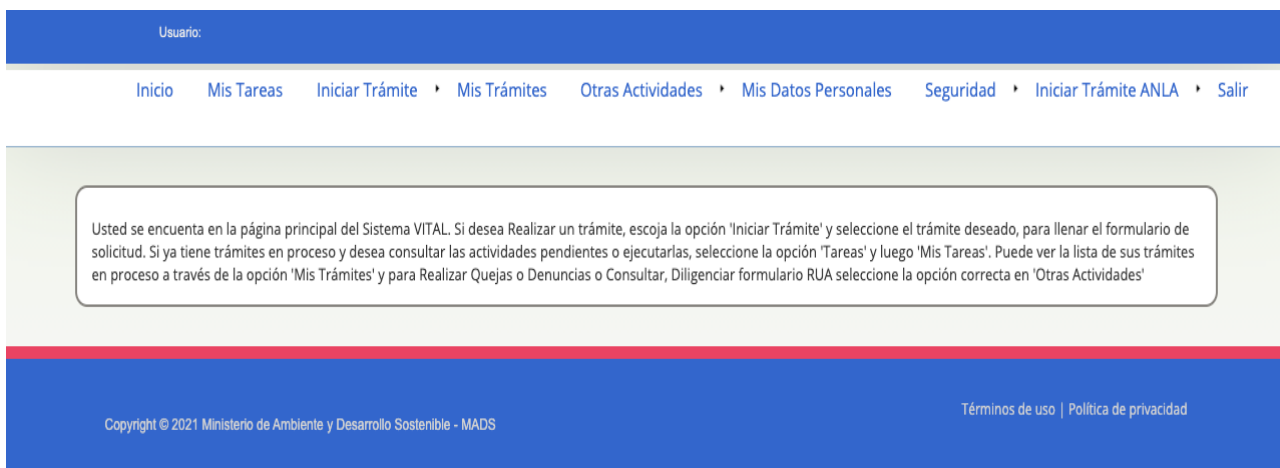 Usuario:
Inicio Mis Tareas Iniciar Trámite Mis Trámites Otras Actividades Mis Datos Personales Seguridad Iniciar Trámite ANLA Salir
Usted se encuenta en la página principal del Sistema VITAL. Si desea Realizar un trámite, escoja la opción 'Iniciar Trámite' y seleccione el trámite deseado, para llenar el formulario de
solicitud. Si ya tiene trámites en proceso y desea consultar las actividades pendientes o ejecutarlas, seleccione la opción 'Tareas' y luego 'Mis Tareas'. Puede ver la lista de sus trámites
en proceso a través de la opción 'Mis Trámites' y para Realizar Quejas o Denuncias o Consultar, Diligenciar formulario RUA seleccione la opción correcta en 'Otras Actividades'
Términos de uso | Política de privacidad
Copyright © 2021 Ministerio de Ambiente y Desarrollo Sostenible - MADS